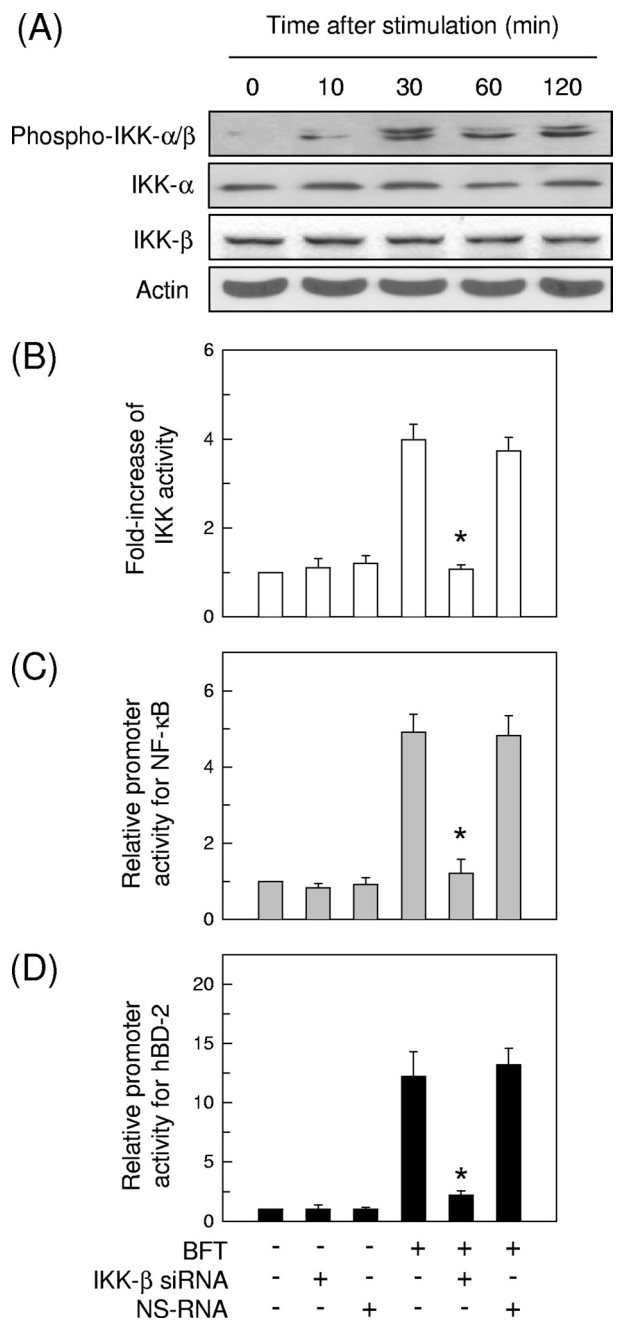 (A)
Time after stimulation (min)
0 10 30 60 120
Phospho-IKK-α/β
IKK-α
IKK-β
Actin
(B)
Fold-increase of
IKK activity
6
4
2
0
*
(C)
Relative promoter
activity for NF-κB
6
4
2
0
*
(D)
Relative promoter
activity for hBD-2
20
15
10
5
0
*
BFT - - - + + +
IKK-β siRNA - + - - + -
NS-RNA - - + - - +